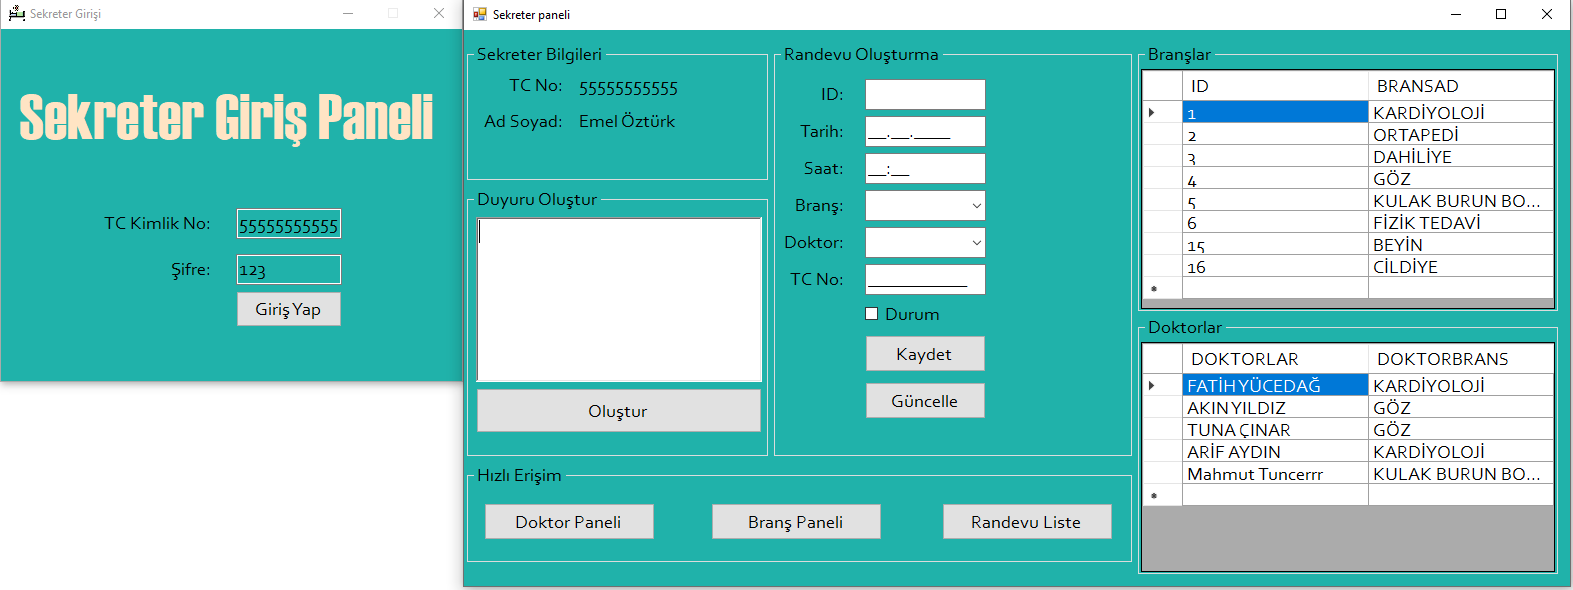 Sekreter Girişi
Sekreter Giriş Paneli
TC Kimlik No: 55555555555
Şifre: 123
Giriş Yap
Sekreter paneli
Sekreter Bilgileri
TC No: 55555555555
Ad Soyad: Emel Öztürk
Duyuru Oluştur
Oluştur
Randevu Oluşturma
ID:
Tarih: __.__.____
Saat: __:__
Branş:
Doktor:
TC No: ___________
Durum
Kaydet
Güncelle
Hızlı Erişim
Doktor Paneli Branş Paneli Randevu Liste
Branşlar
ID BRANSAD
1 KARDİYOLOJİ
2 ORTAPEDİ
3 DAHİLİYE
4 GÖZ
5 KULAK BURUN BO...
6 FİZİK TEDAVİ
15 BEYİN
16 CİLDİYE
Doktorlar
DOKTORLAR DOKTORBRANS
FATİH YÜCEDAĞ KARDİYOLOJİ
AKIN YILDIZ GÖZ
TUNA ÇINAR GÖZ
ARİF AYDIN KARDİYOLOJİ
Mahmut Tuncerrr KULAK BURUN BO...